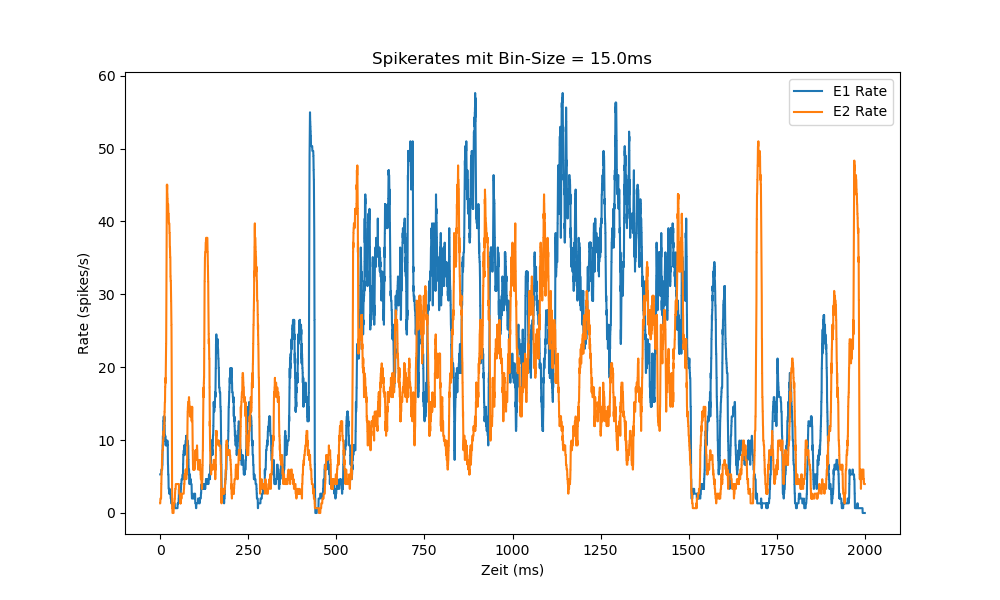 Spikerates mit Bin-Size = 15.0ms
E1 Rate
E2 Rate
Rate (spikes/s)
60
50
40
30
20
10
0
0 250 500 750 1000 1250 1500 1750 2000
Zeit (ms)